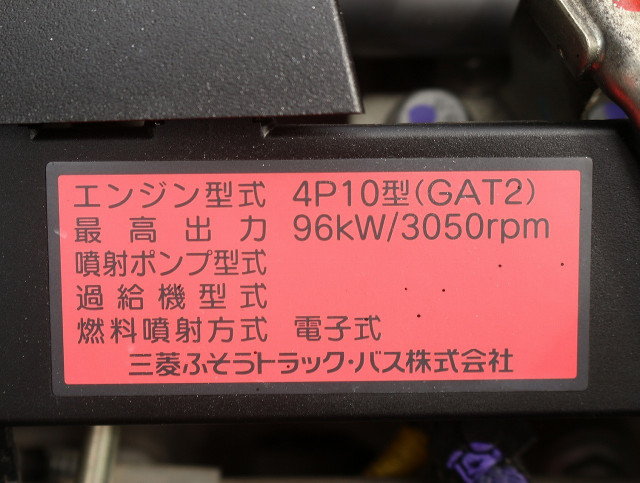 エンジン型式 4P10型(GAT2)
最高出力 96kW/3050rpm
噴射ポンプ型式
過給機型式
燃料噴射方式 電子式
三菱ふそうトラック・バス株式会社